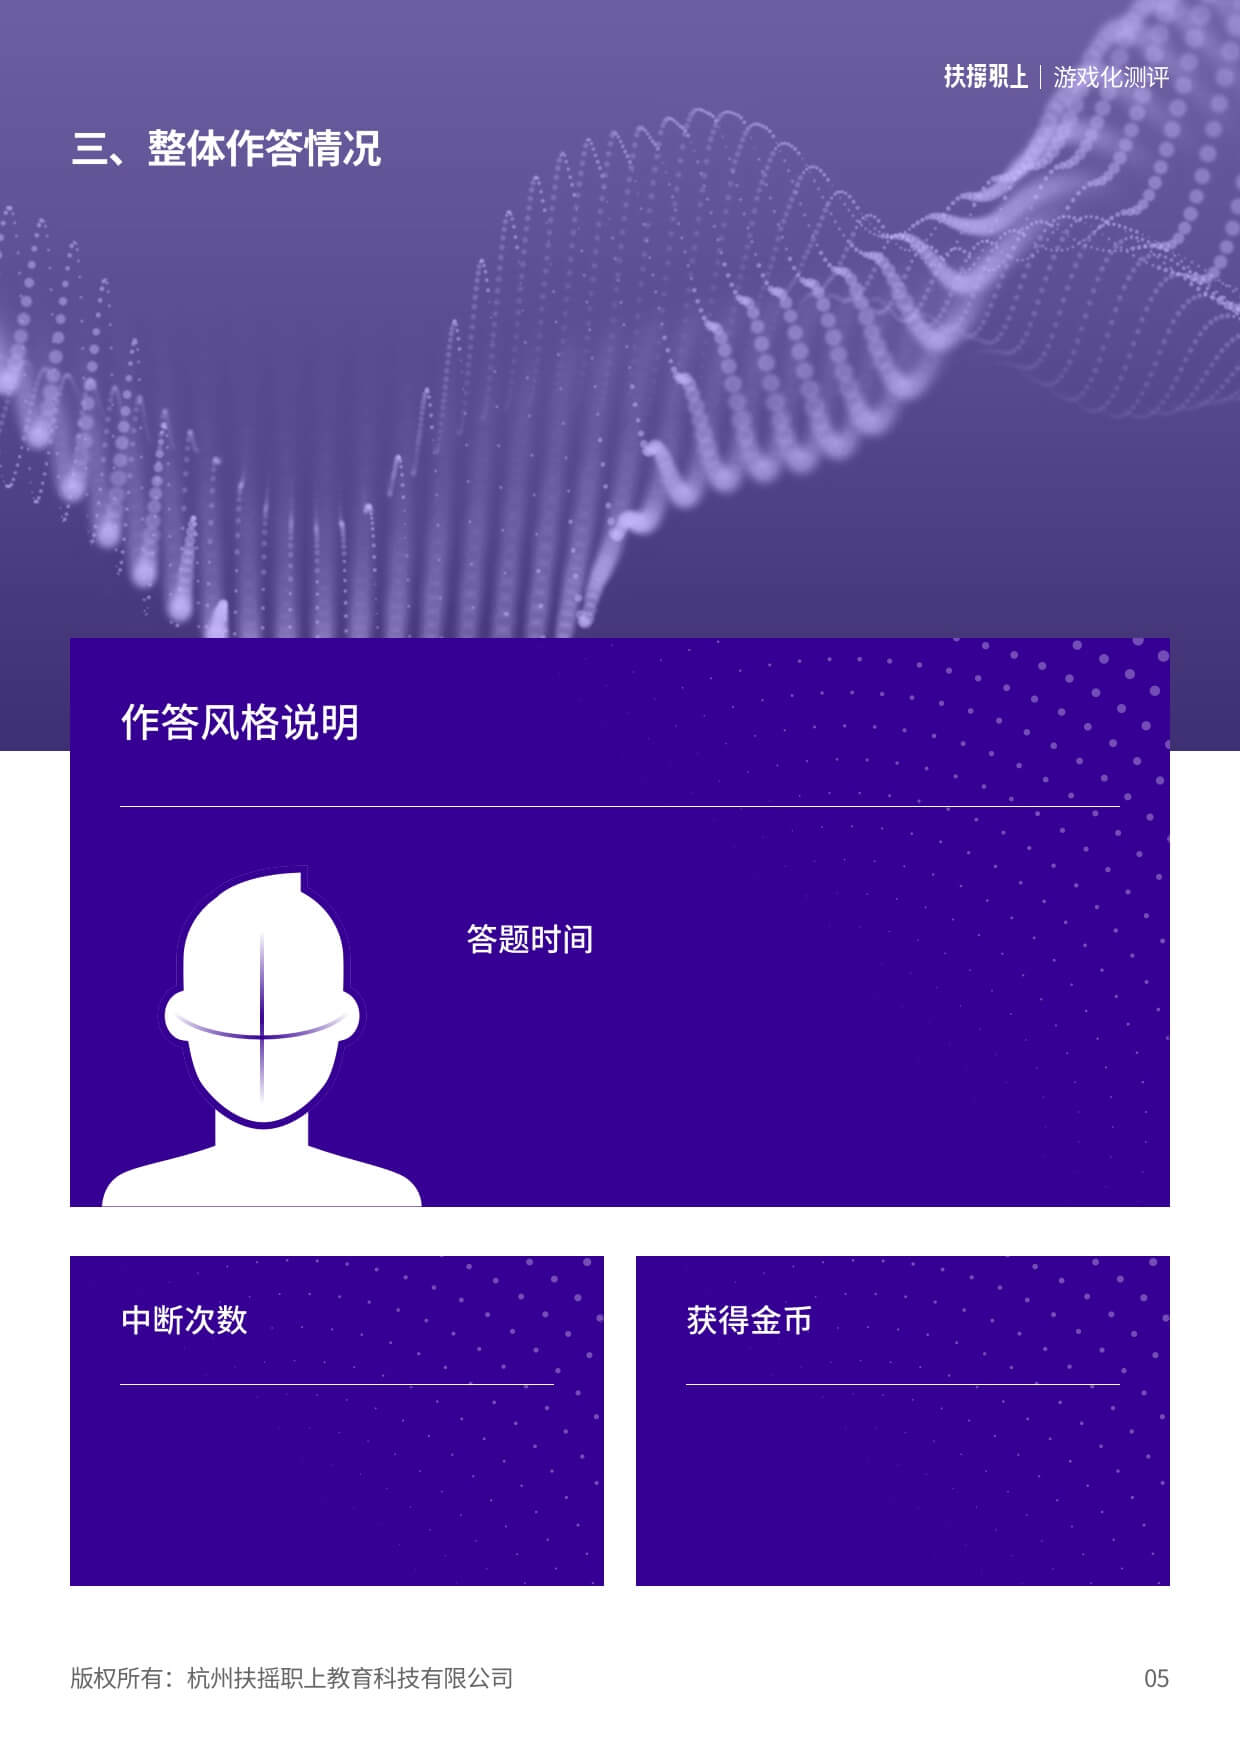 扶摇职上 | 游戏化测评
三、整体作答情况
作答风格说明
答题时间
中断次数
获得金币
版权所有：杭州扶摇职上教育科技有限公司
05